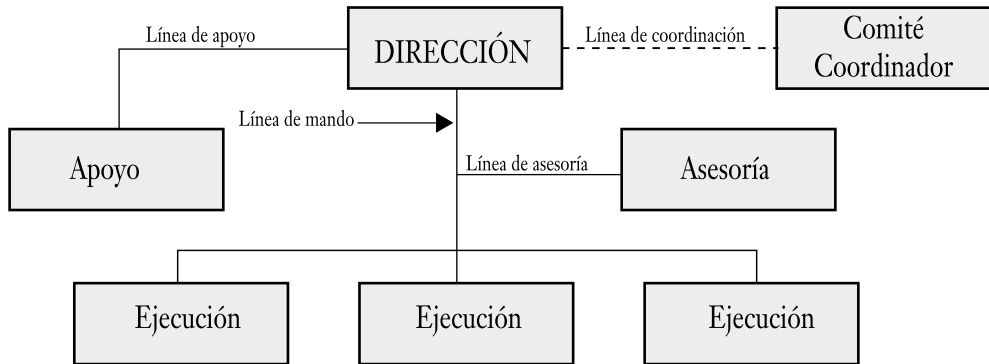 Línea de apoyo
DIRECCIÓN
Línea de coordinación
Comité
Coordinador
Línea de mando
Apoyo
Línea de asesoría
Asesoría
Ejecución
Ejecución
Ejecución